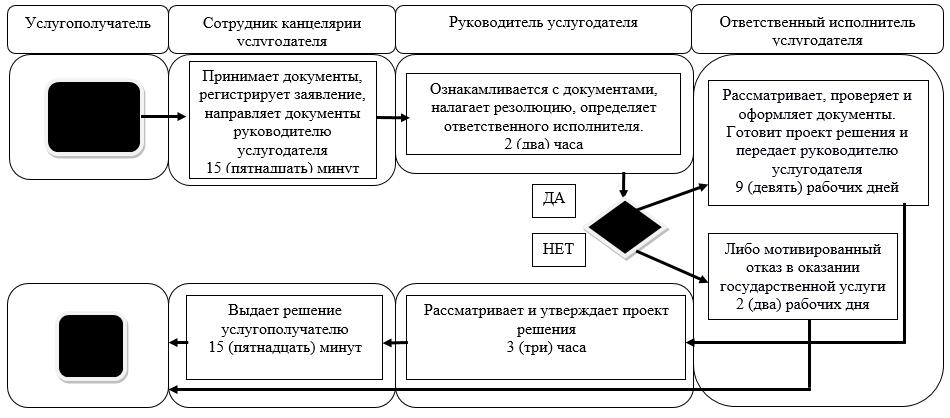 Услугополучатель
Сотрудник канцелярии
услугодателя
Руководитель услугодателя
Ответственный исполнитель
услугодателя
Принимает документы,
регистрирует заявление,
направляет документы
руководителю
услугодателя
15 (пятнадцать) минут
Ознакамливается с документами,
налагает резолюцию, определяет
ответственного исполнителя.
2 (два) часа
Рассматривает, проверяет и
оформляет документы.
Готовит проект решения и
передает руководителю
услугодателя
9 (девять) рабочих дней
ДА
НЕТ
Либо мотивированный
отказ в оказании
государственной услуги
2 (два) рабочих дня
Выдает решение
услугополучателю
15 (пятнадцать) минут
Рассматривает и утверждает проект
решения
3 (три) часа